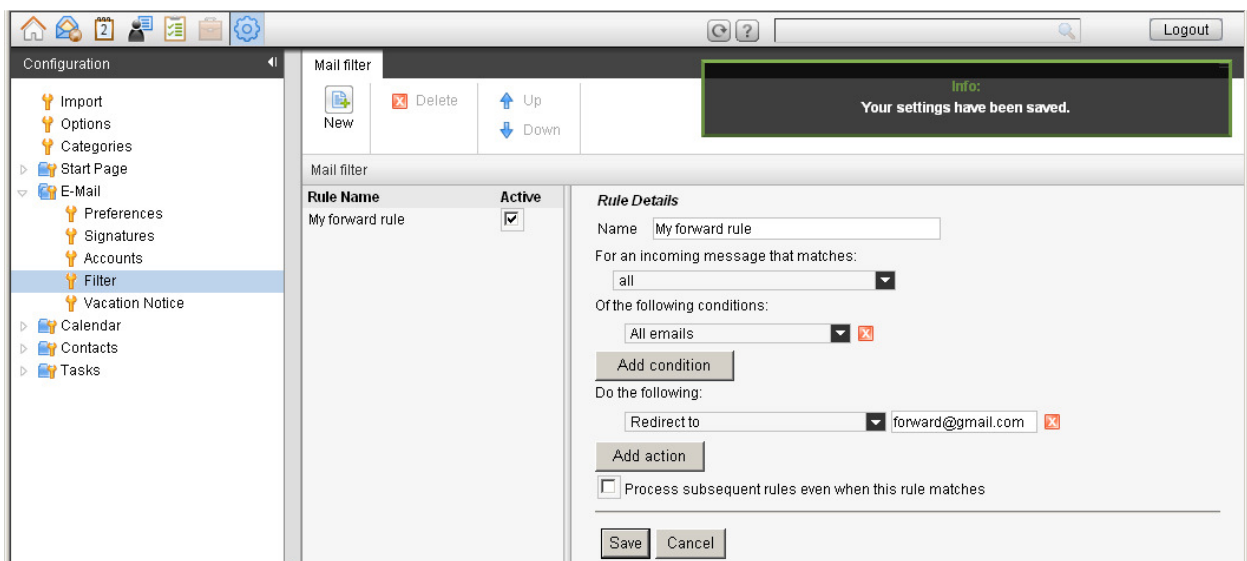 2 ? Logout
Configuration
Import
Options
Categories
Start Page
E-Mail
Preferences
Signatures
Accounts
Filter
Vacation Notice
Calendar
Contacts
Tasks
Mail filter
New
Delete
Up
Down
Info:
Your settings have been saved.
Mail filter
Rule Name Active
My forward rule
Rule Details
Name My forward rule
For an incoming message that matches:
all
Of the following conditions:
All emails
Add condition
Do the following:
Redirect to forward@gmail.com
Add action
Process subsequent rules even when this rule matches
Save Cancel